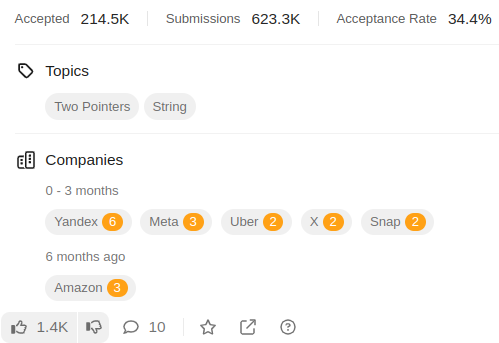 Accepted 214.5K Submissions 623.3K Acceptance Rate 34.4%
Topics
Two Pointers String
Companies
0 - 3 months
Yandex 6 Meta 3 Uber 2 X 2 Snap 2
6 months ago
Amazon 3
1.4K 10